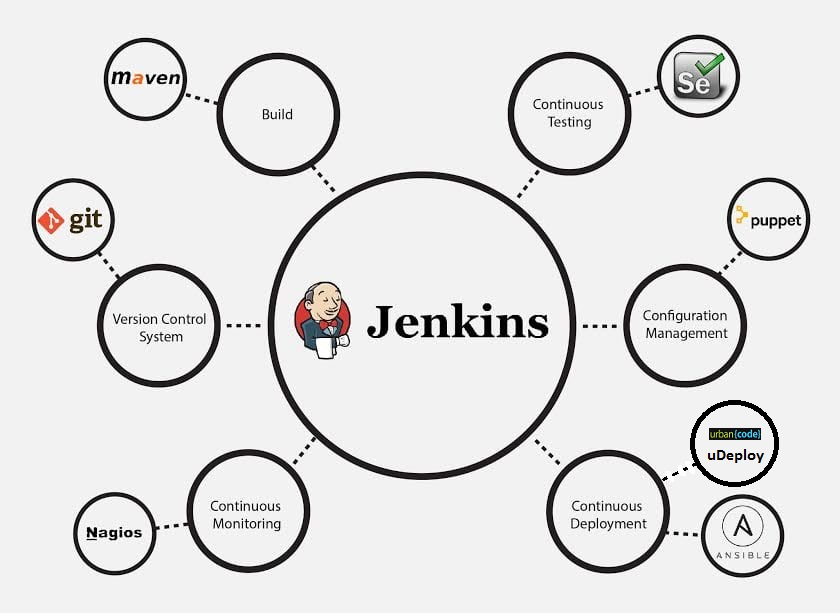 maven
Build
Continuous
Testing
Se
git
puppet
Version Control
System
Jenkins
Configuration
Management
urban{code}
uDeploy
Continuous
Monitoring
Continuous
Deployment
Nagios
ANSIBLE